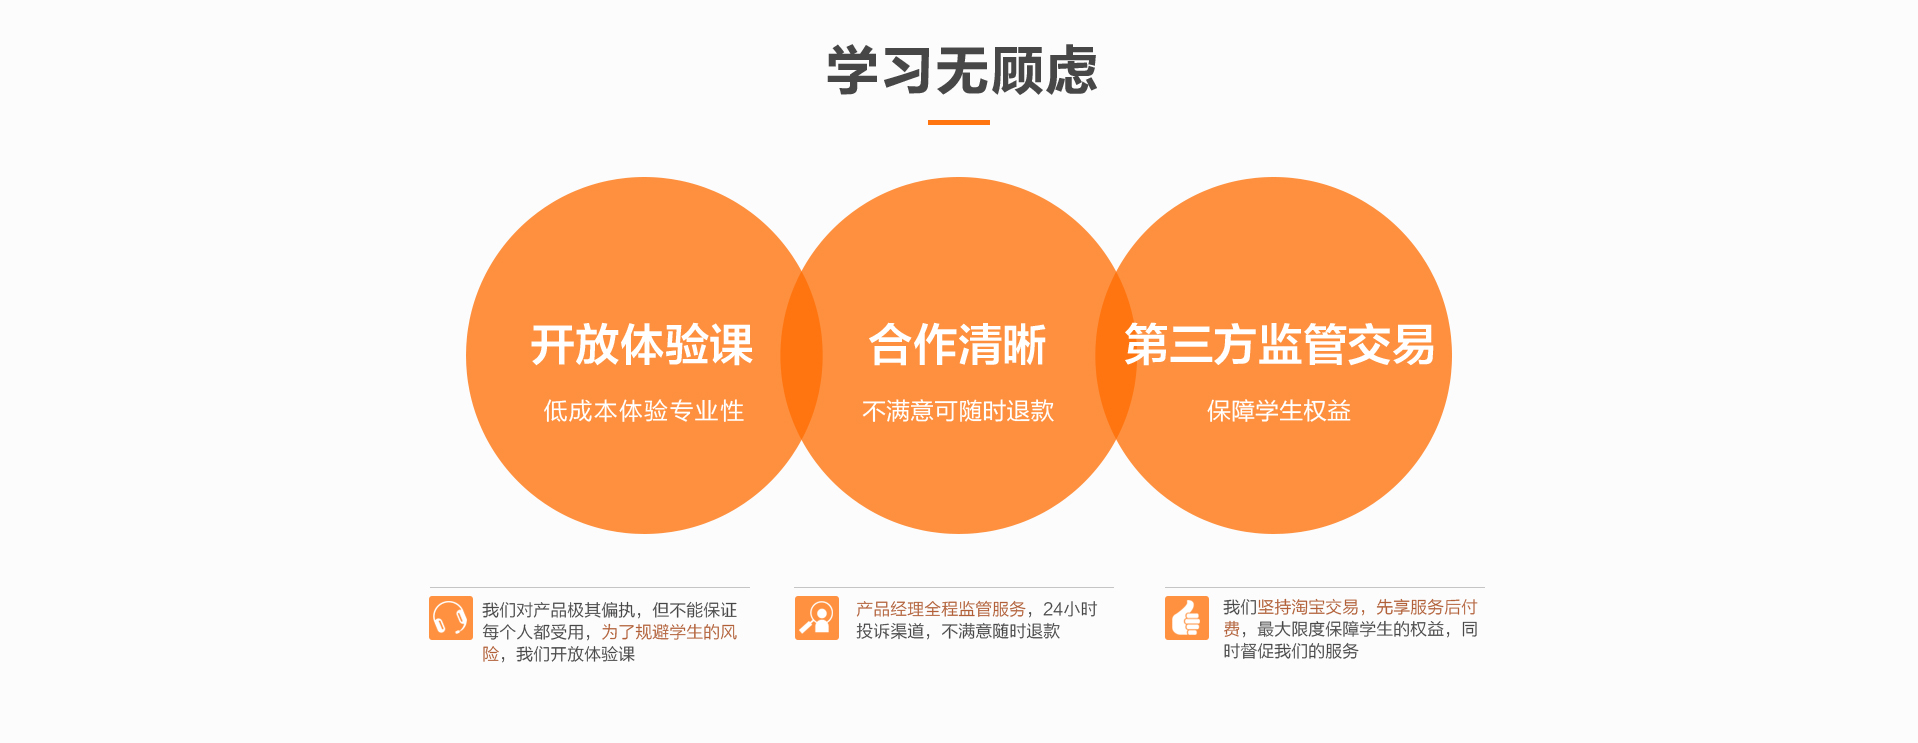 学习无顾虑
开放体验课
低成本体验专业性
合作清晰
不满意可随时退款
第三方监管交易
保障学生权益
我们对产品极其偏执，但不能保证
每个人都受用，为了规避学生的风
险，我们开放体验课
产品经理全程监管服务，24小时
投诉渠道，不满意随时退款
我们坚持淘宝交易，先享服务后付
费，最大限度保障学生的权益，同
时督促我们的服务